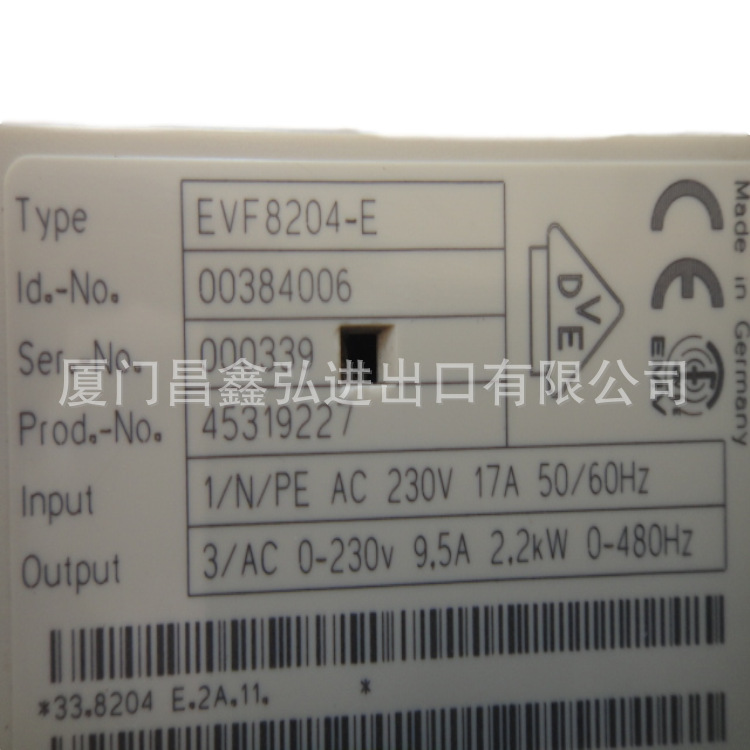 Type EVF8204-E
Id.-No. 00384006
Ser.-No. 000339
Prod.-No. 45319227
Input 1/N/PE AC 230V 17A 50/60Hz
Output 3/AC 0-230v 9.5A 2.2kW 0-480Hz
*33.8204 E.2A.11. *
VDE
CE
Made in Germany
厦门昌鑫弘进出口有限公司